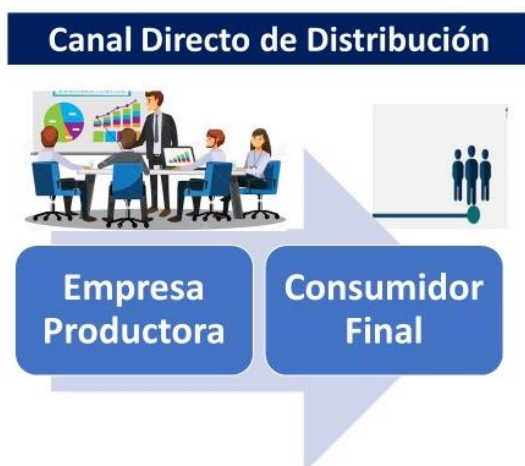 Canal Directo de Distribución
Empresa
Productora
Consumidor
Final